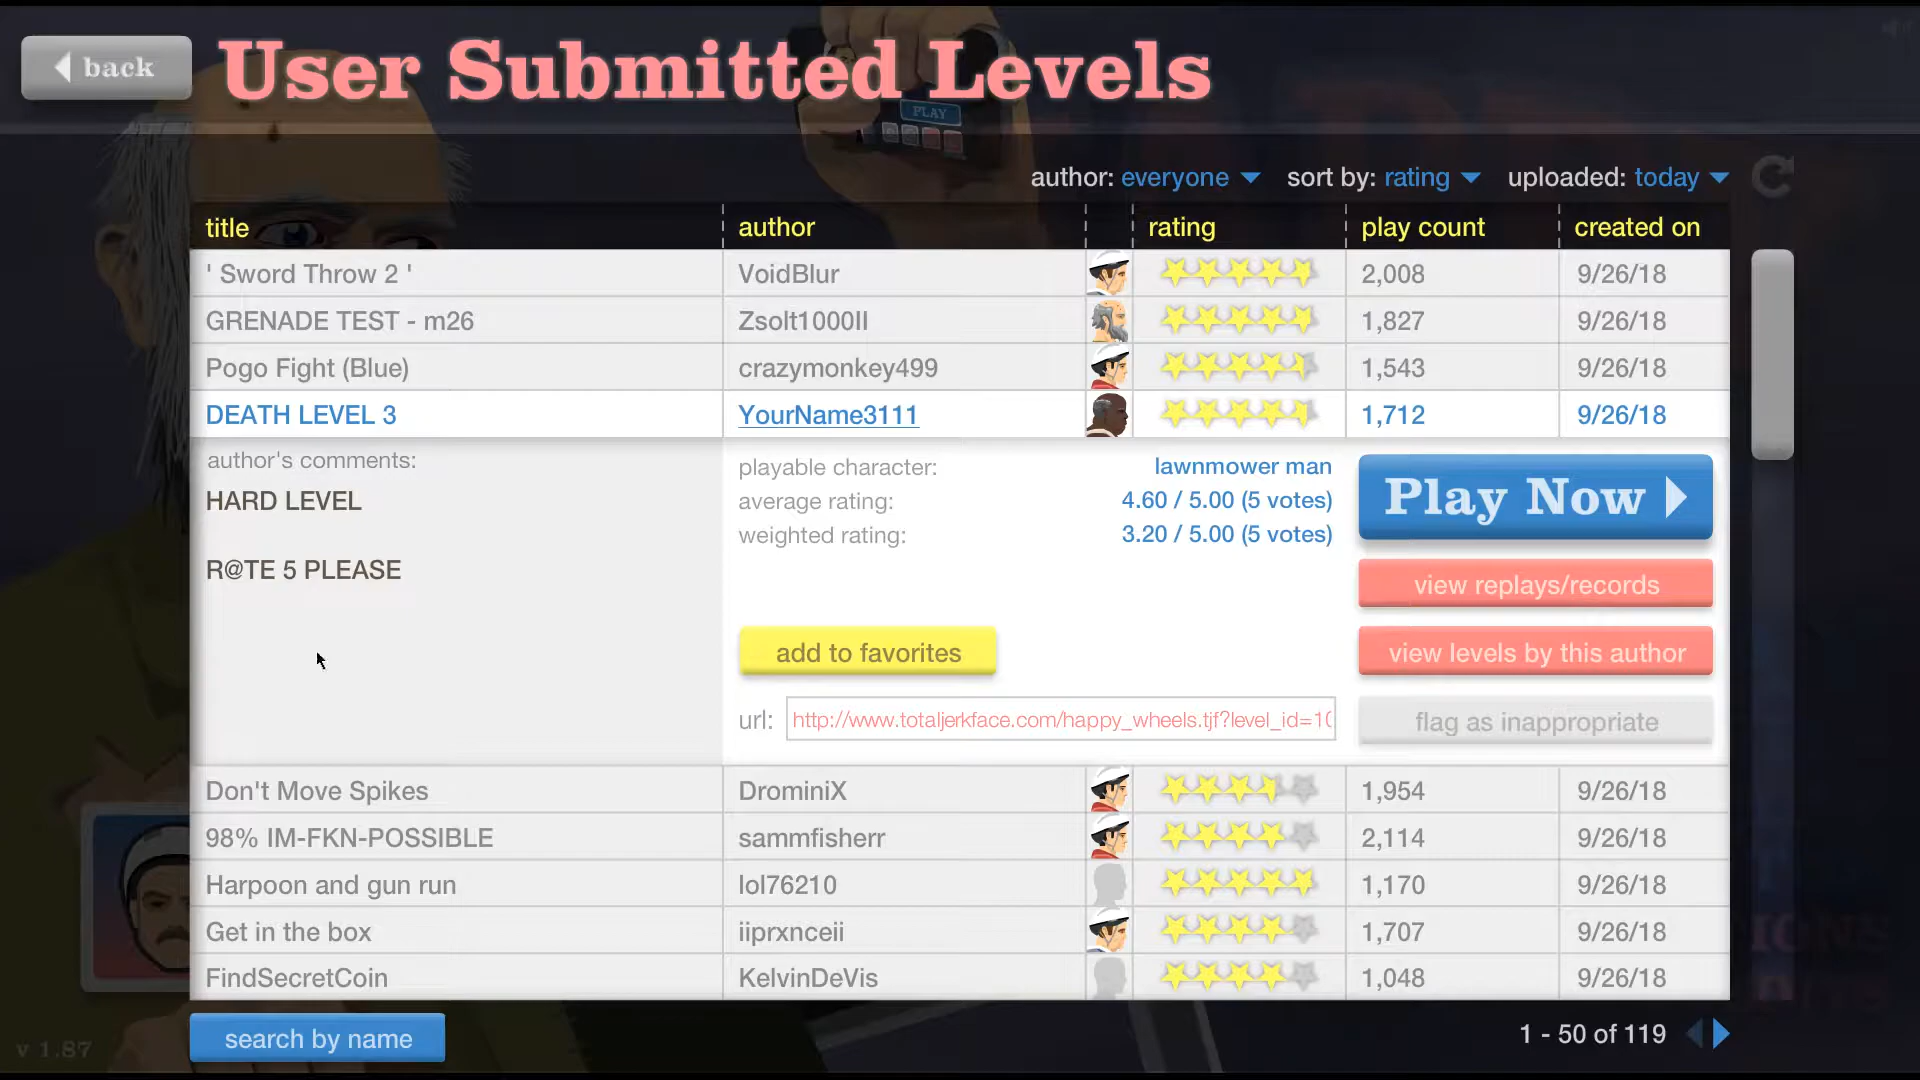 back
User Submitted Levels
PLAY
author: everyone sort by: rating uploaded: today
title author rating play count created on
' Sword Throw 2 ' VoidBlur 2,008 9/26/18
GRENADE TEST - m26 Zsolt1000II 1,827 9/26/18
Pogo Fight (Blue) crazymonkey499 1,543 9/26/18
DEATH LEVEL 3 YourName3111 1,712 9/26/18
author's comments:
HARD LEVEL
R@TE 5 PLEASE
playable character: lawnmower man
average rating: 4.60 / 5.00 (5 votes)
weighted rating: 3.20 / 5.00 (5 votes)
add to favorites
url: http://www.totaljerkface.com/happy_wheels.tjf?level_id=10
Play Now
view replays/records
view levels by this author
flag as inappropriate
Don't Move Spikes DrominiX 1,954 9/26/18
98% IM-FKN-POSSIBLE sammfisherr 2,114 9/26/18
Harpoon and gun run lol76210 1,170 9/26/18
Get in the box iiprxnceii 1,707 9/26/18
FindSecretCoin KelvinDeVis 1,048 9/26/18
search by name
1 - 50 of 119
v 1.87